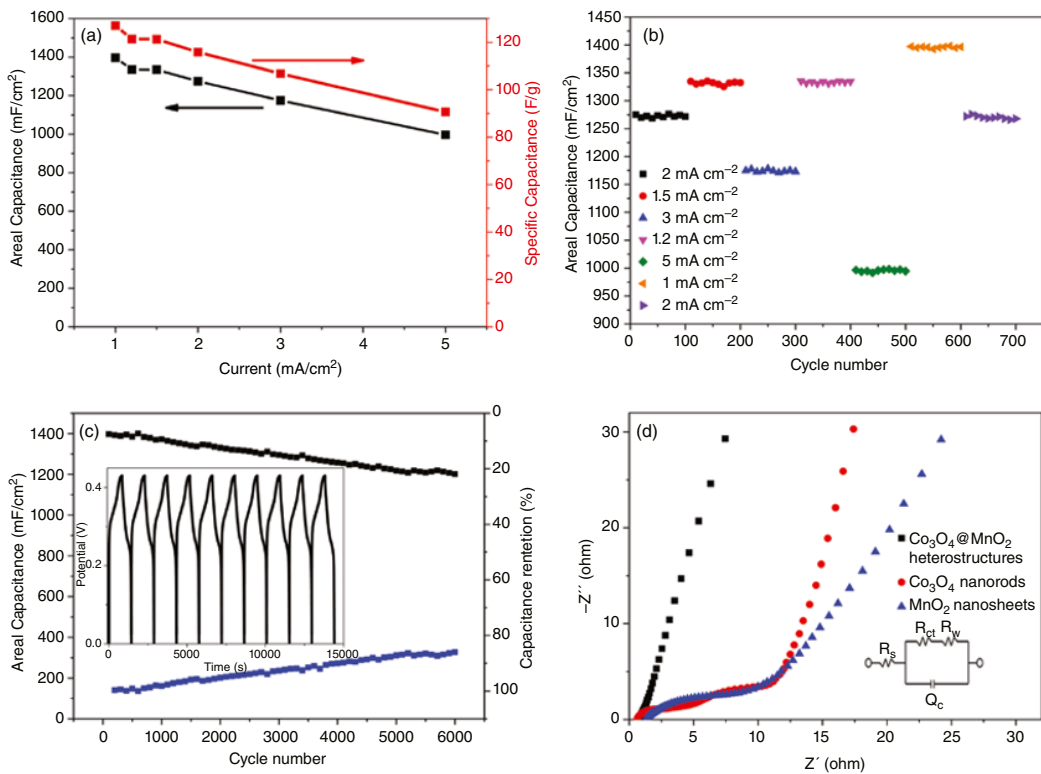 (a)
Areal Capacitance (mF/cm²)
1600
1400
1200
1000
800
600
400
200
0
120
100
80
60
40
20
0
Specific Capacitance (F/g)
1 2 3 4 5
Current (mA/cm²)
(b)
Areal Capacitance (mF/cm²)
1450
1400
1350
1300
1250
1200
1150
1100
1050
1000
950
900
2 mA cm⁻²
1.5 mA cm⁻²
3 mA cm⁻²
1.2 mA cm⁻²
5 mA cm⁻²
1 mA cm⁻²
2 mA cm⁻²
0 100 200 300 400 500 600 700
Cycle number
(c)
Areal Capacitance (mF/cm²)
1400
1200
1000
800
600
400
200
0
0
20
40
60
80
100
Capacitance rentetion (%)
Potential (V)
0.4
0.2
0.0
0 5000 10000 15000
Time (s)
0 1000 2000 3000 4000 5000 6000
Cycle number
(d)
−Z´´ (ohm)
30
20
10
0
Co₃O₄@MnO₂
heterostructures
Co₃O₄ nanorods
MnO₂ nanosheets
Rct Rw
Rs
Qc
0 5 10 15 20 25 30
Z´ (ohm)